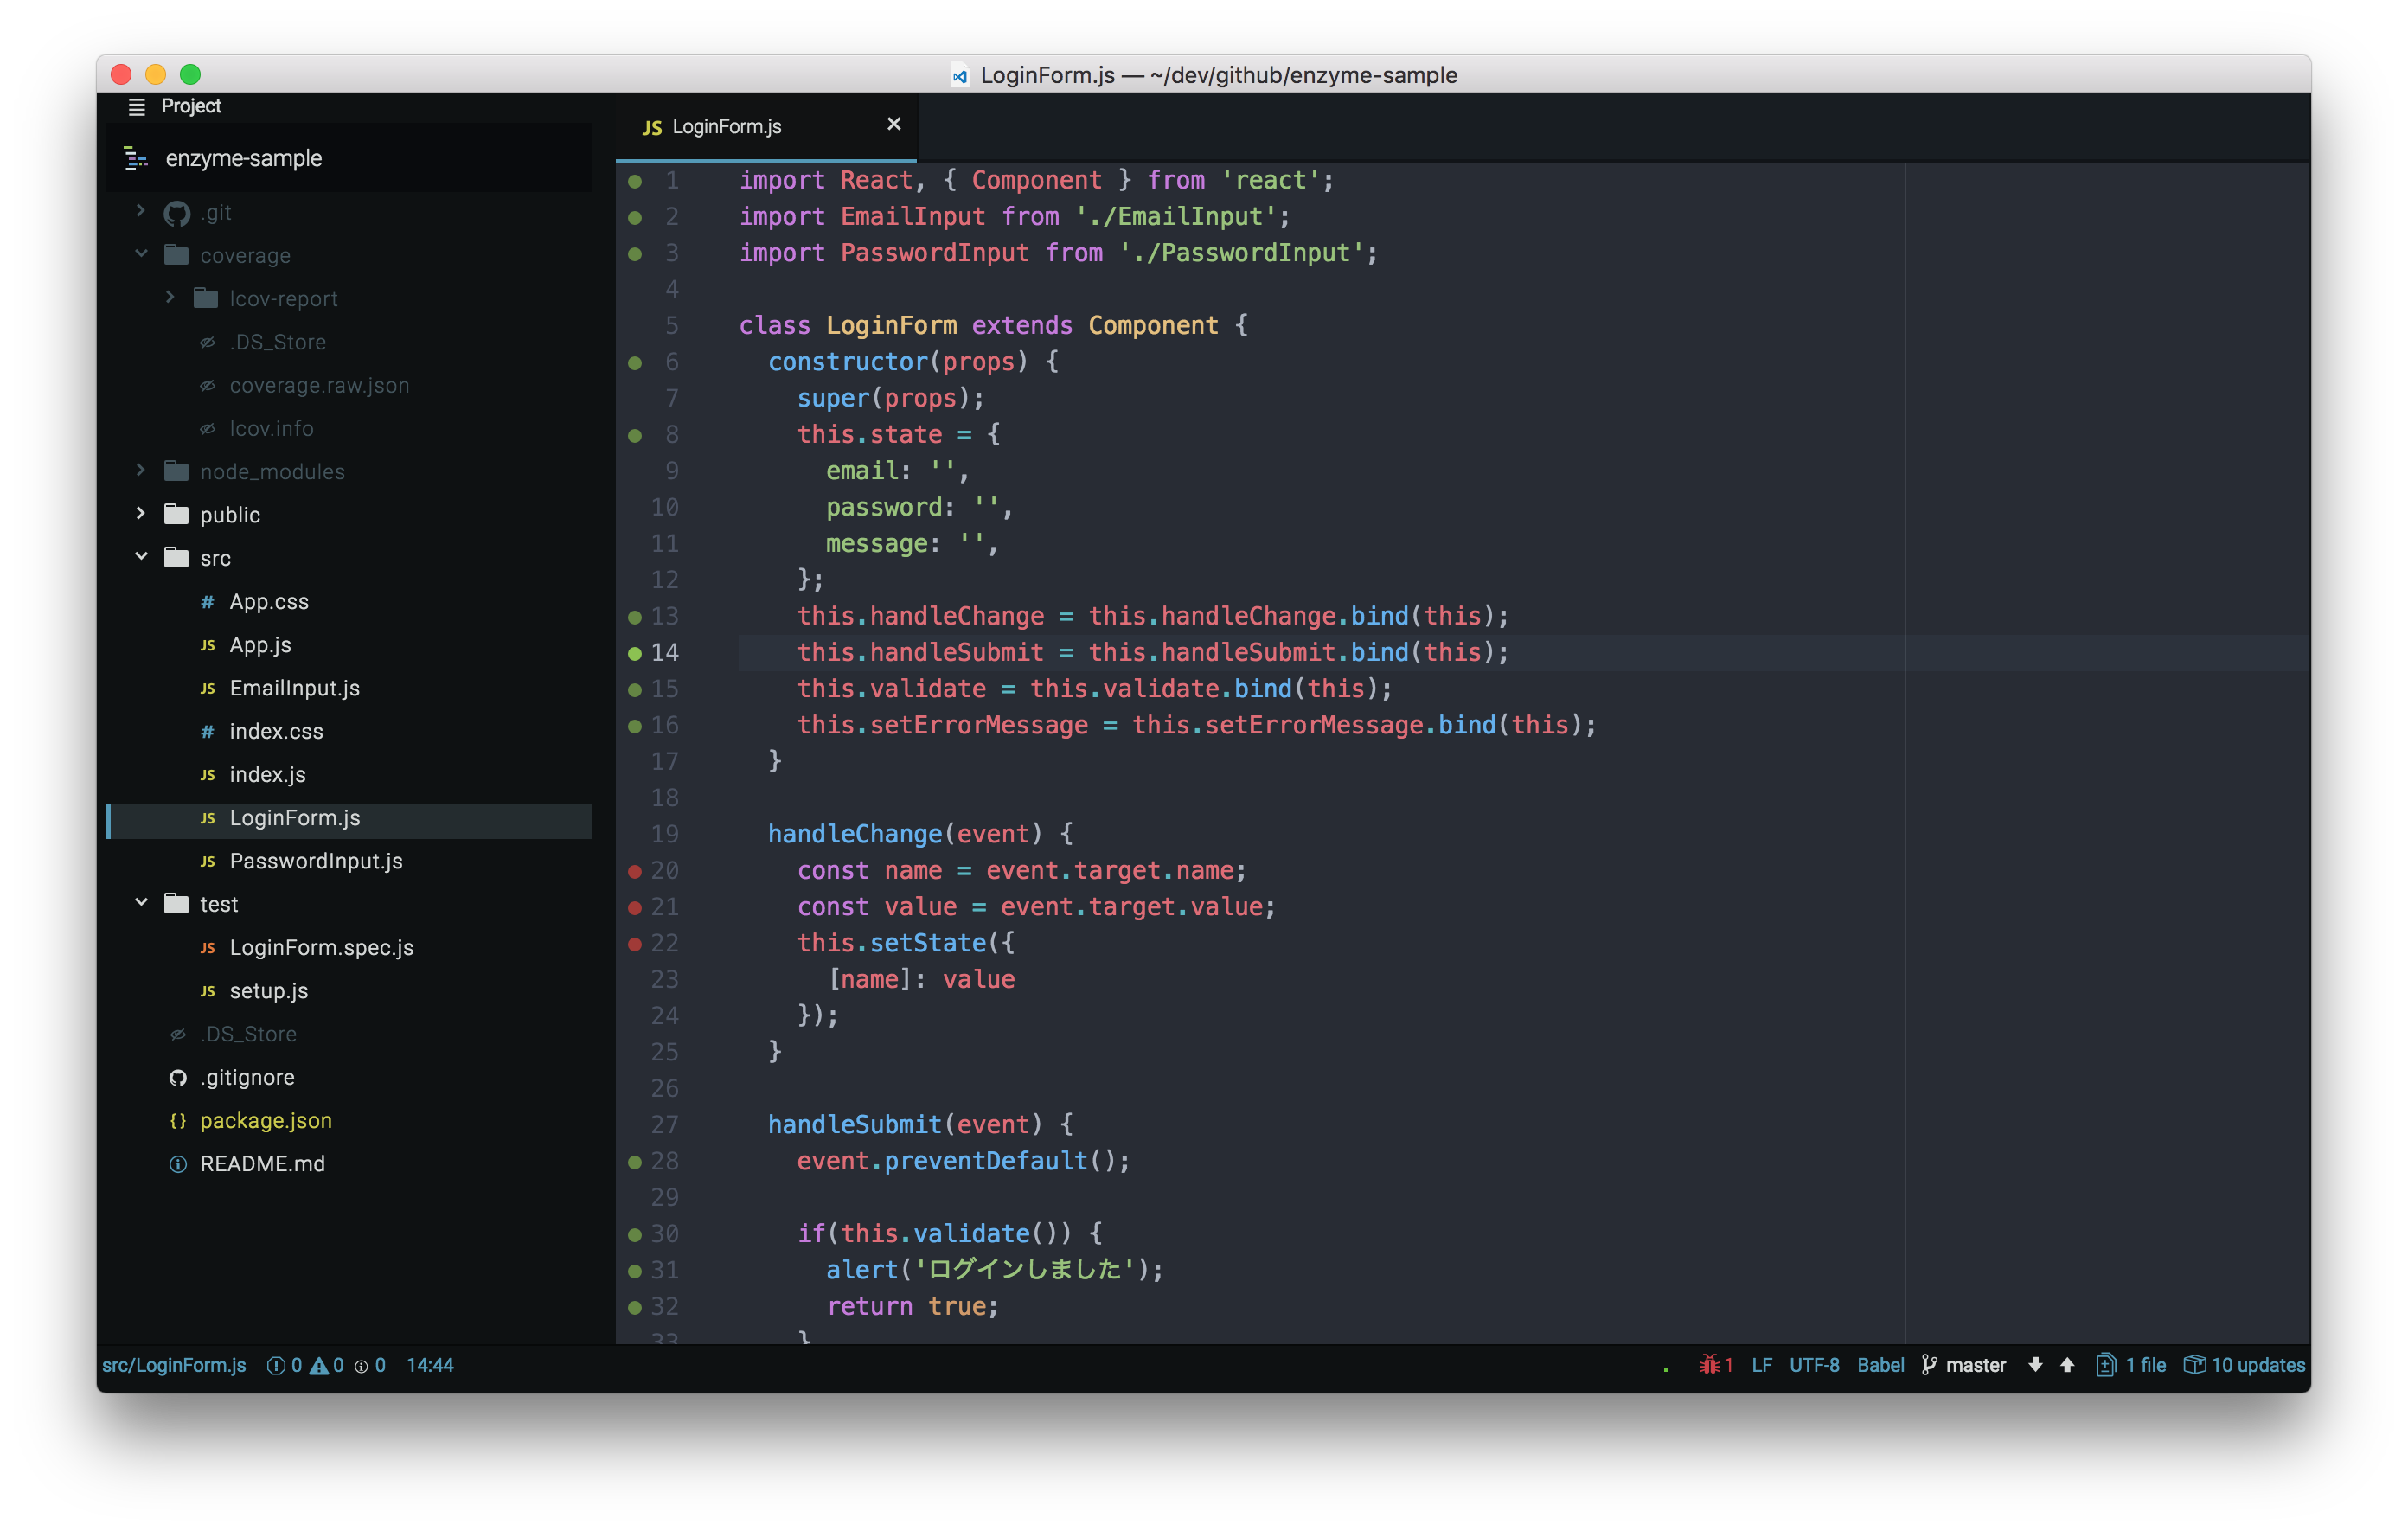 LoginForm.js — ~/dev/github/enzyme-sample
Project
enzyme-sample
.git
coverage
lcov-report
.DS_Store
coverage.raw.json
lcov.info
node_modules
public
src
# App.css
JS App.js
JS EmailInput.js
# index.css
JS index.js
JS LoginForm.js
JS PasswordInput.js
test
JS LoginForm.spec.js
JS setup.js
.DS_Store
.gitignore
{} package.json
README.md
JS LoginForm.js ×
1 import React, { Component } from 'react';
2 import EmailInput from './EmailInput';
3 import PasswordInput from './PasswordInput';
4
5 class LoginForm extends Component {
6 constructor(props) {
7 super(props);
8 this.state = {
9 email: '',
10 password: '',
11 message: '',
12 };
13 this.handleChange = this.handleChange.bind(this);
14 this.handleSubmit = this.handleSubmit.bind(this);
15 this.validate = this.validate.bind(this);
16 this.setErrorMessage = this.setErrorMessage.bind(this);
17 }
18
19 handleChange(event) {
20 const name = event.target.name;
21 const value = event.target.value;
22 this.setState({
23 [name]: value
24 });
25 }
26
27 handleSubmit(event) {
28 event.preventDefault();
29
30 if(this.validate()) {
31 alert('ログインしました');
32 return true;
33 }
src/LoginForm.js 0 0 0 14:44 . 1 LF UTF-8 Babel master 1 file 10 updates